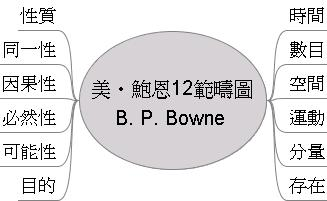 美・鮑恩12範疇圖
B. P. Bowne
性質
同一性
因果性
必然性
可能性
目的
時間
數目
空間
運動
分量
存在